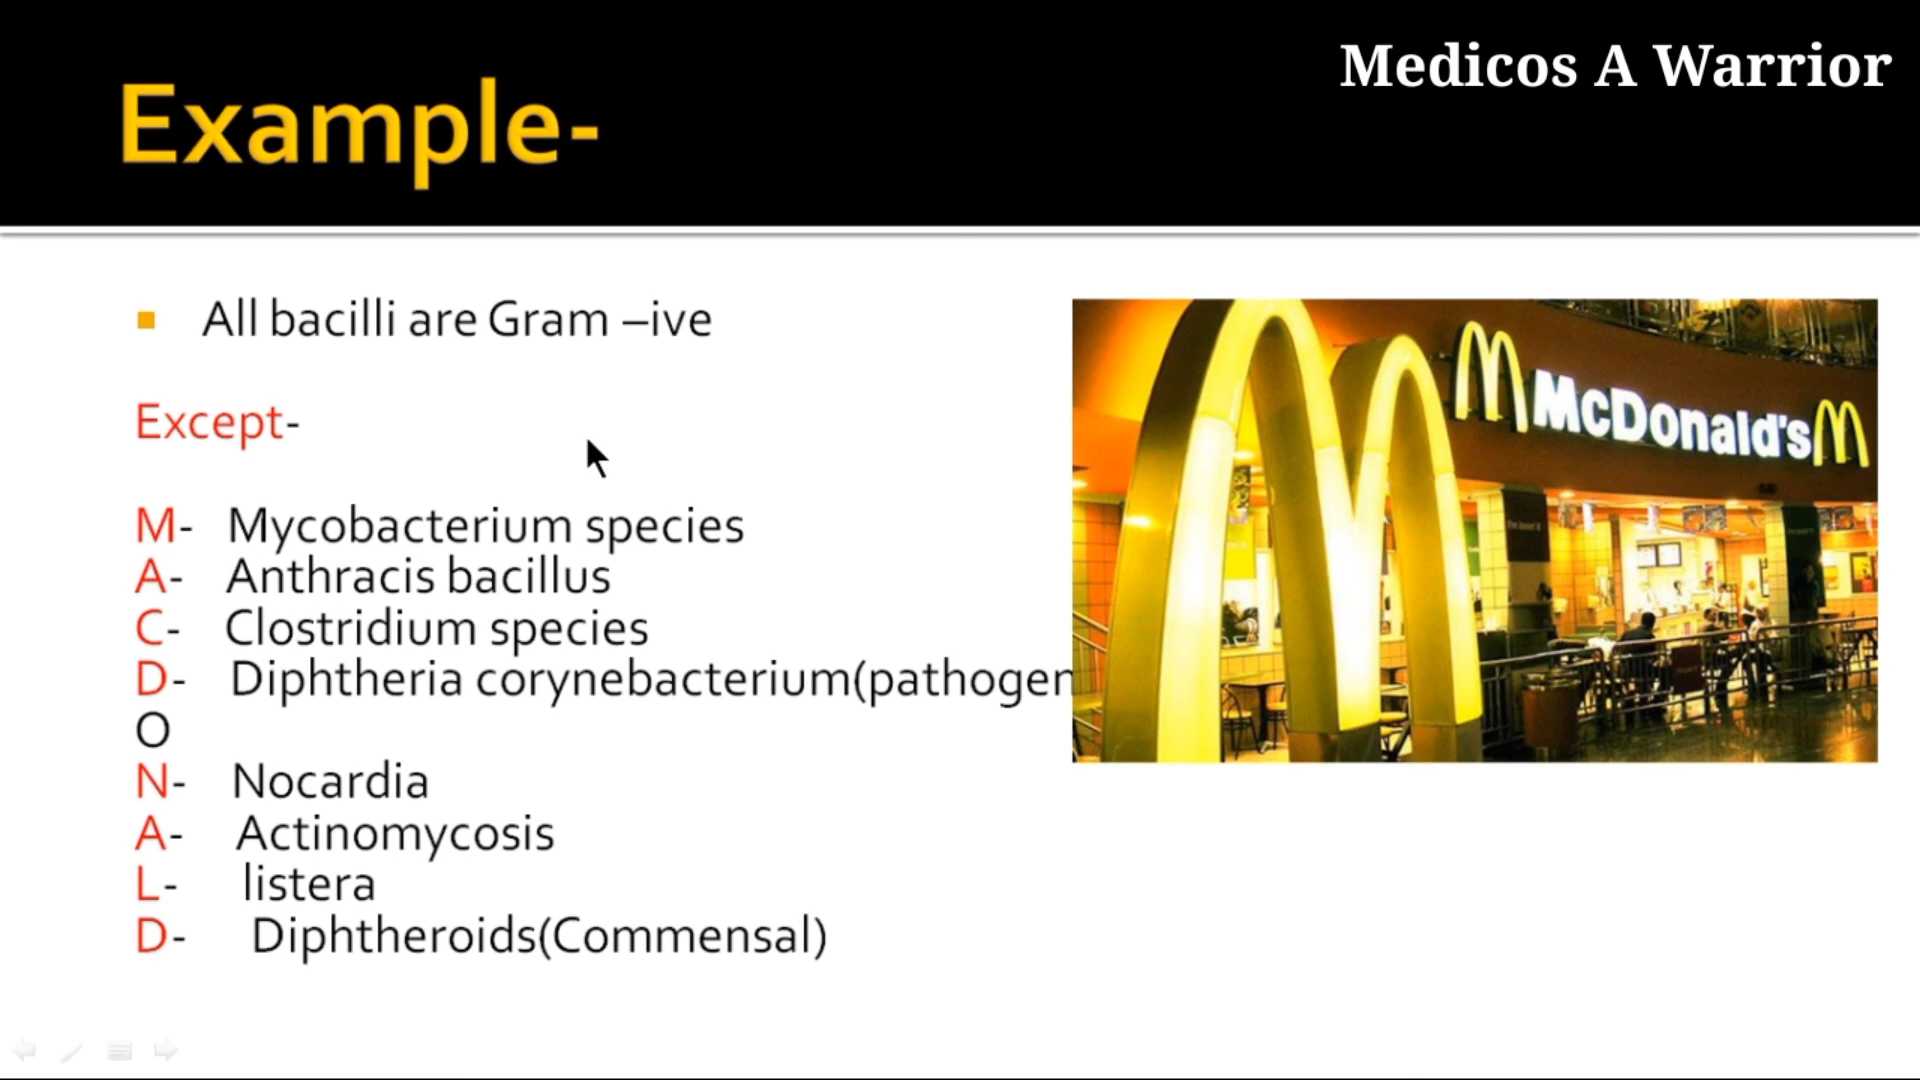 Medicos A Warrior
Example-
All bacilli are Gram –ive
Except-
M- Mycobacterium species
A- Anthracis bacillus
C- Clostridium species
D- Diphtheria corynebacterium(pathogen
O
N- Nocardia
A- Actinomycosis
L- listera
D- Diphtheroids(Commensal)
McDonald's